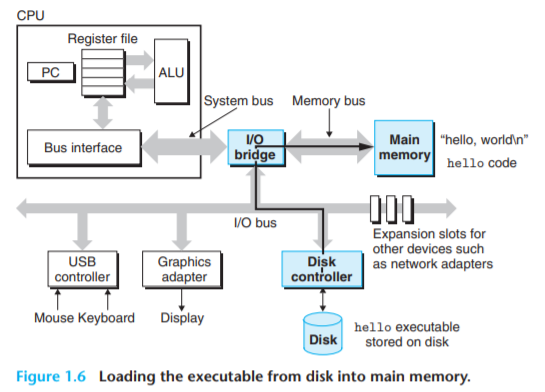 CPU
Register file
PC
ALU
System bus
Memory bus
Bus interface
I/O
bridge
Main
memory
"hello, world\n"
hello code
I/O bus
Expansion slots for
other devices such
as network adapters
USB
controller
Graphics
adapter
Disk
controller
Mouse Keyboard
Display
Disk
hello executable
stored on disk
Figure 1.6 Loading the executable from disk into main memory.